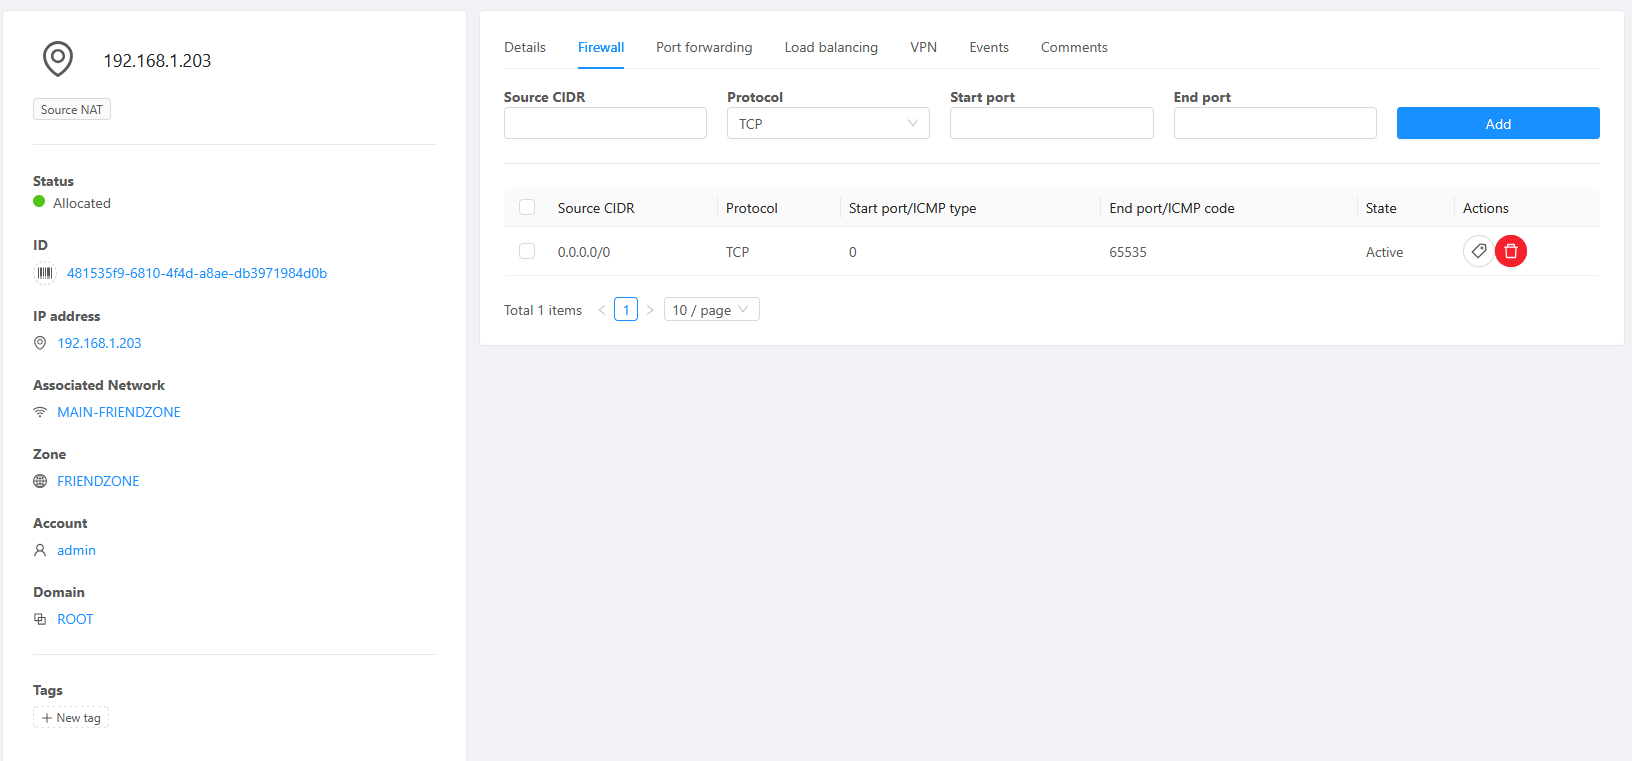 192.168.1.203
Source NAT
Status
Allocated
ID
481535f9-6810-4f4d-a8ae-db3971984d0b
IP address
192.168.1.203
Associated Network
MAIN-FRIENDZONE
Zone
FRIENDZONE
Account
admin
Domain
ROOT
Tags
+ New tag
Details Firewall Port forwarding Load balancing VPN Events Comments
Source CIDR Protocol Start port End port
TCP Add
Source CIDR Protocol Start port/ICMP type End port/ICMP code State Actions
0.0.0.0/0 TCP 0 65535 Active
Total 1 items < 1 > 10 / page